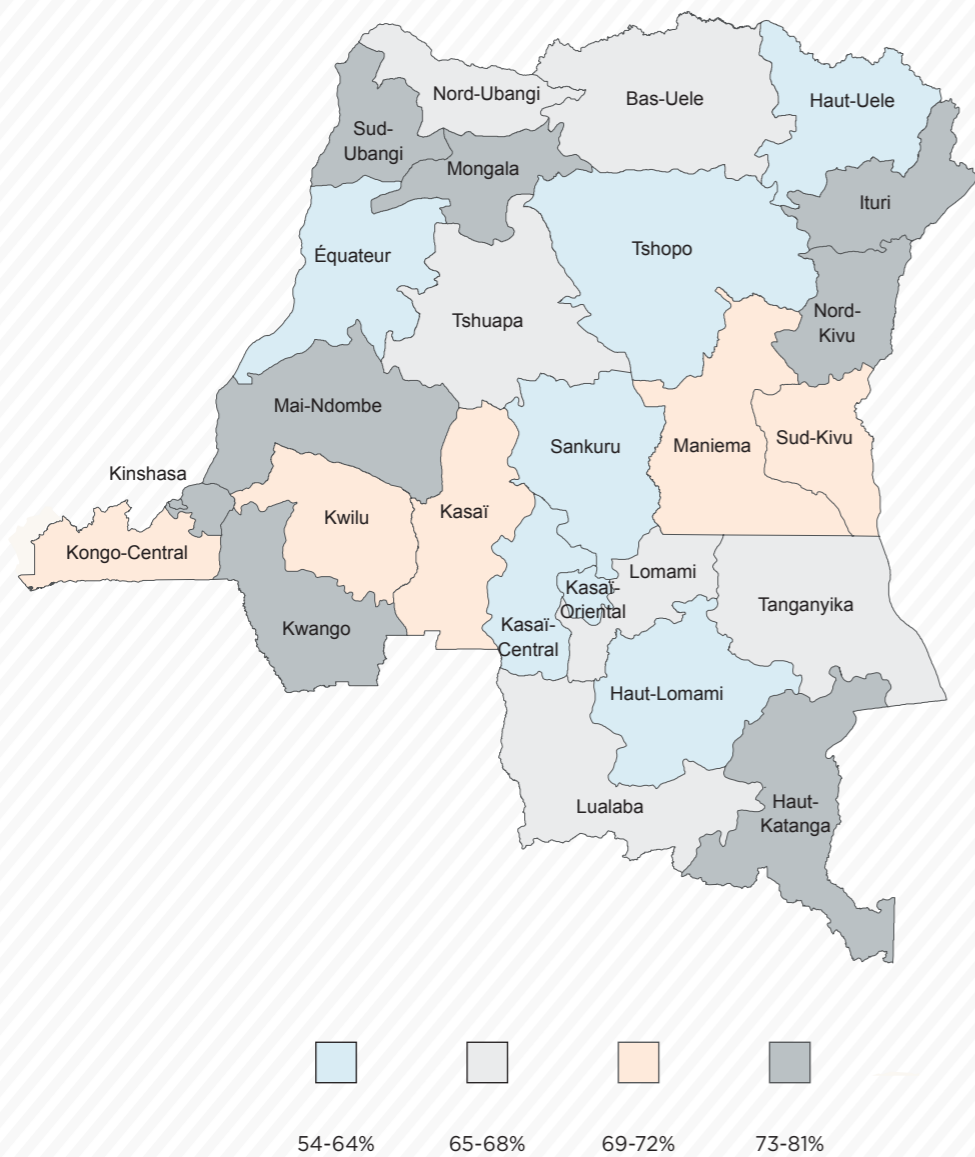 Nord-Ubangi
Bas-Uele
Haut-Uele
Sud-
Ubangi
Mongala
Ituri
Équateur
Tshopo
Tshuapa
Nord-
Kivu
Mai-Ndombe
Sankuru
Maniema
Sud-Kivu
Kinshasa
Kwilu
Kasaï
Kongo-Central
Lomami
Kasaï-
Oriental
Tanganyika
Kwango
Kasaï-
Central
Haut-Lomami
Lualaba
Haut-
Katanga
54-64%
65-68%
69-72%
73-81%